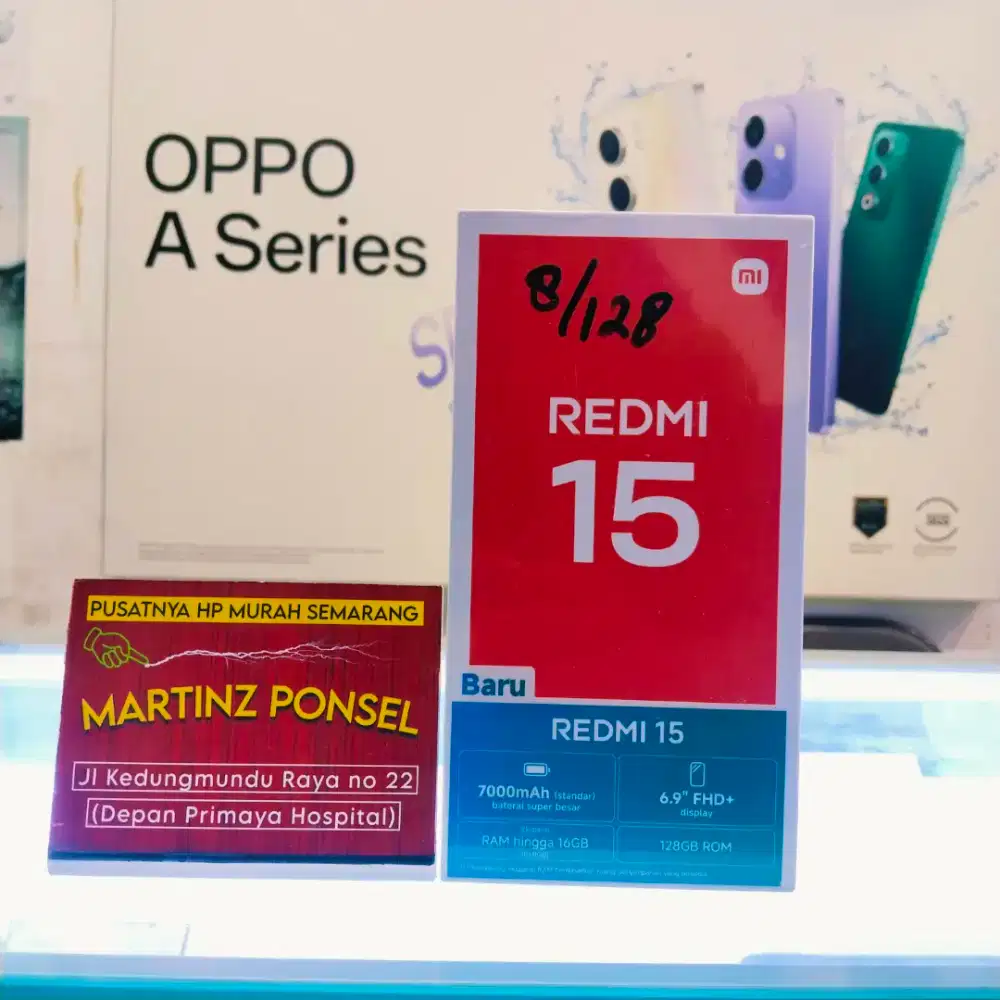 OPPO
A Series
8/128
mi
REDMI
15
Baru
REDMI 15
7000mAh (standar)
baterai super besar
6.9" FHD+
display
RAM hingga 16GB
128GB ROM
PUSATNYA HP MURAH SEMARANG
MARTINZ PONSEL
Jl Kedungmundu Raya no 22
(Depan Primaya Hospital)